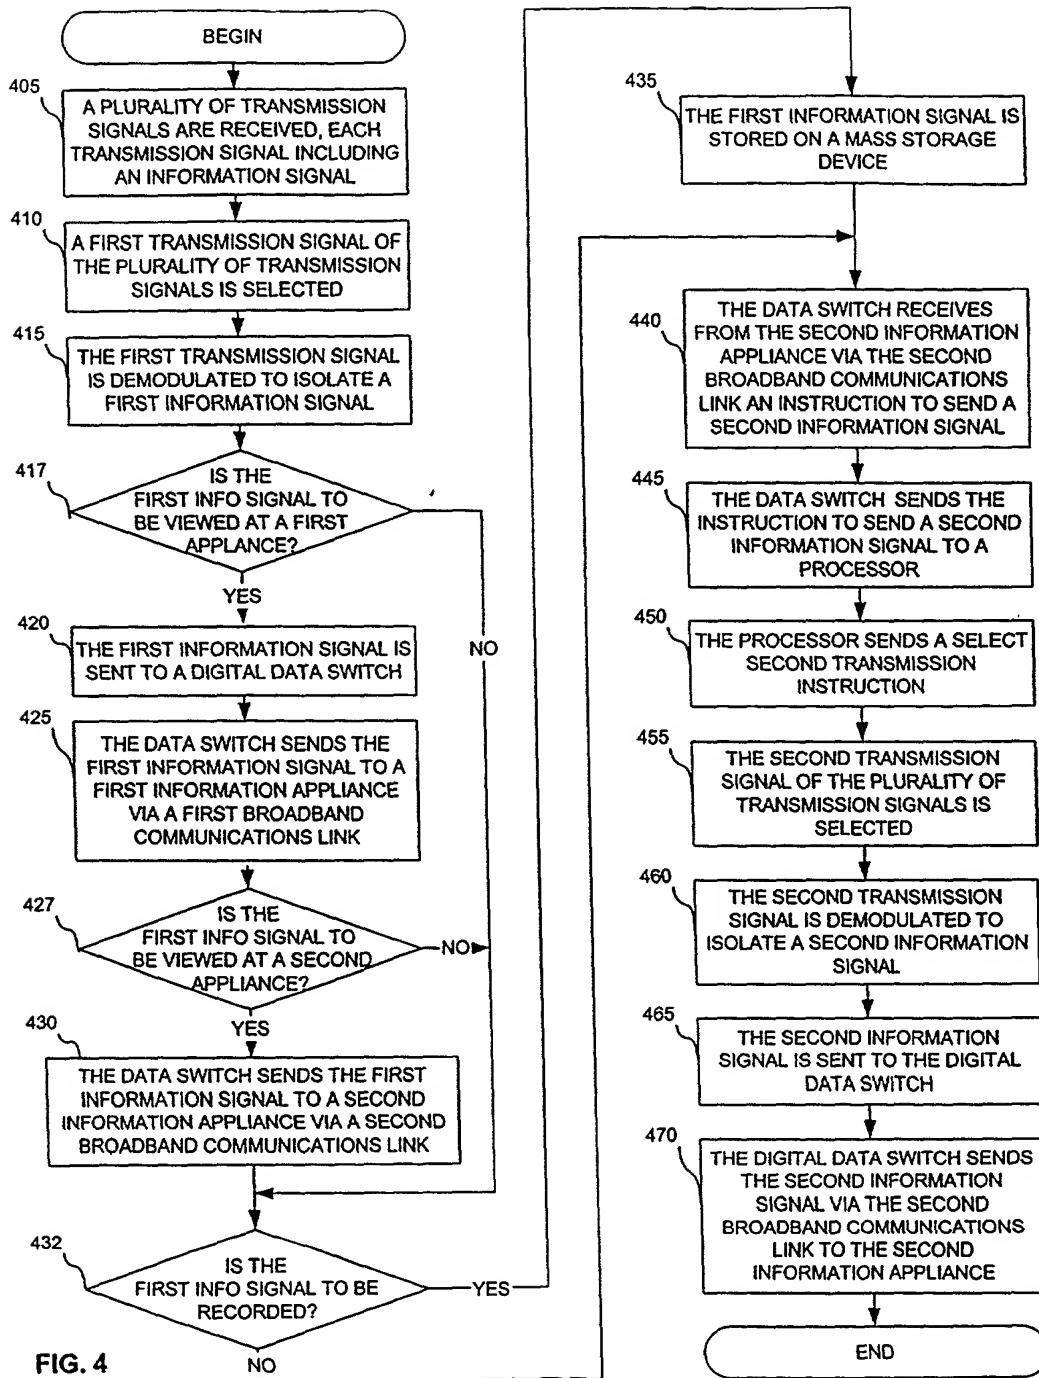 BEGIN
405
A PLURALITY OF TRANSMISSION
SIGNALS ARE RECEIVED, EACH
TRANSMISSION SIGNAL INCLUDING
AN INFORMATION SIGNAL
410
A FIRST TRANSMISSION SIGNAL OF
THE PLURALITY OF TRANSMISSION
SIGNALS IS SELECTED
415
THE FIRST TRANSMISSION SIGNAL
IS DEMODULATED TO ISOLATE A
FIRST INFORMATION SIGNAL
417
IS THE
FIRST INFO SIGNAL TO
BE VIEWED AT A FIRST
APPLANCE?
YES
NO
420
THE FIRST INFORMATION SIGNAL IS
SENT TO A DIGITAL DATA SWITCH
425
THE DATA SWITCH SENDS THE
FIRST INFORMATION SIGNAL TO A
FIRST INFORMATION APPLIANCE
VIA A FIRST BROADBAND
COMMUNICATIONS LINK
427
IS THE
FIRST INFO SIGNAL TO
BE VIEWED AT A SECOND
APPLIANCE?
NO
YES
430
THE DATA SWITCH SENDS THE FIRST
INFORMATION SIGNAL TO A SECOND
INFORMATION APPLIANCE VIA A SECOND
BROADBAND COMMUNICATIONS LINK
432
IS THE
FIRST INFO SIGNAL TO BE
RECORDED?
YES
NO
435
THE FIRST INFORMATION SIGNAL IS
STORED ON A MASS STORAGE
DEVICE
440
THE DATA SWITCH RECEIVES
FROM THE SECOND INFORMATION
APPLIANCE VIA THE SECOND
BROADBAND COMMUNICATIONS
LINK AN INSTRUCTION TO SEND A
SECOND INFORMATION SIGNAL
445
THE DATA SWITCH SENDS THE
INSTRUCTION TO SEND A SECOND
INFORMATION SIGNAL TO A
PROCESSOR
450
THE PROCESSOR SENDS A SELECT
SECOND TRANSMISSION
INSTRUCTION
455
THE SECOND TRANSMISSION
SIGNAL OF THE PLURALITY OF
TRANSMISSION SIGNALS IS
SELECTED
460
THE SECOND TRANSMISSION
SIGNAL IS DEMODULATED TO
ISOLATE A SECOND INFORMATION
SIGNAL
465
THE SECOND INFORMATION
SIGNAL IS SENT TO THE DIGITAL
DATA SWITCH
470
THE DIGITAL DATA SWITCH SENDS
THE SECOND INFORMATION
SIGNAL VIA THE SECOND
BROADBAND COMMUNICATIONS
LINK TO THE SECOND
INFORMATION APPLIANCE
END
FIG. 4